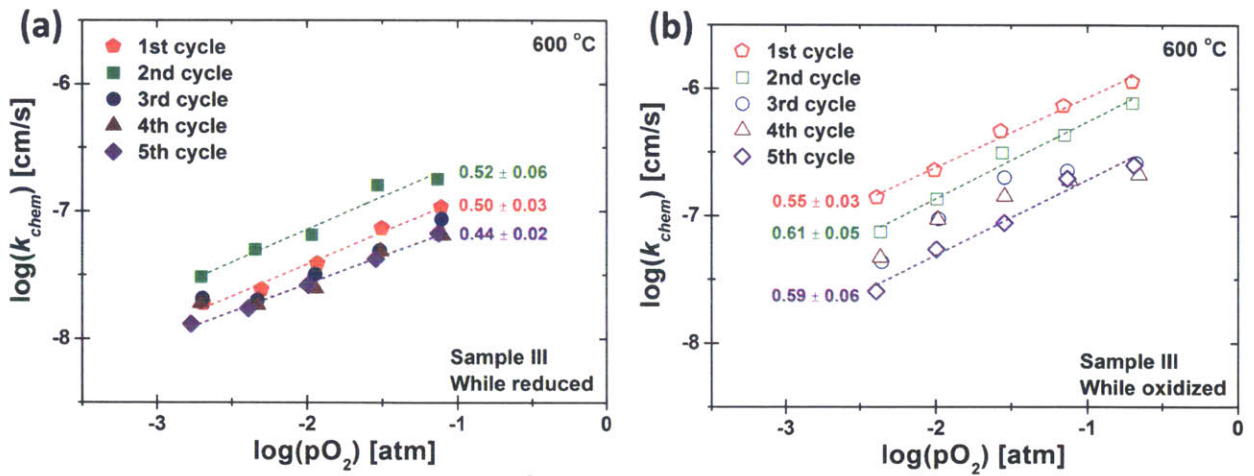 (a)
1st cycle
2nd cycle
3rd cycle
4th cycle
5th cycle
600 °C
0.52 ± 0.06
0.50 ± 0.03
0.44 ± 0.02
Sample III
While reduced
-6
-7
-8
log(k_chem) [cm/s]
-3
-2
-1
0
log(pO₂) [atm]
(b)
1st cycle
2nd cycle
3rd cycle
4th cycle
5th cycle
600 °C
0.55 ± 0.03
0.61 ± 0.05
0.59 ± 0.06
Sample III
While oxidized
-6
-7
-8
log(k_chem) [cm/s]
-3
-2
-1
0
log(pO₂) [atm]